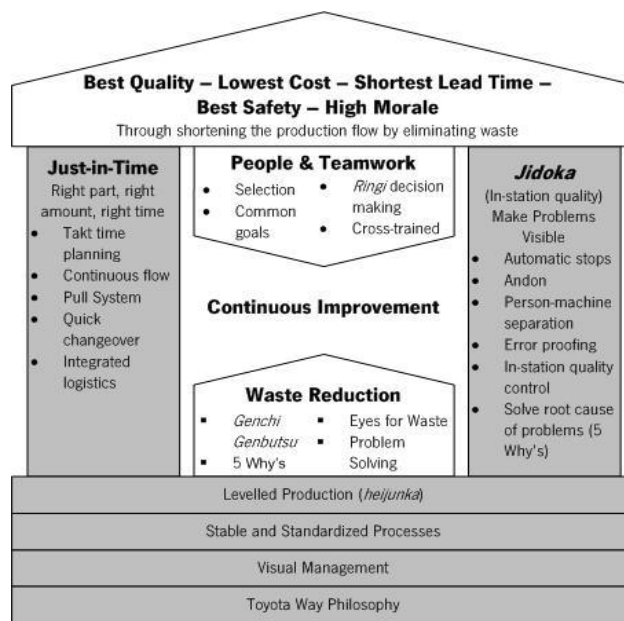 Best Quality – Lowest Cost – Shortest Lead Time –
Best Safety – High Morale
Through shortening the production flow by eliminating waste
Just-in-Time
Right part, right
amount, right time
● Takt time
planning
● Continuous flow
● Pull System
● Quick
changeover
● Integrated
logistics
People & Teamwork
● Selection
● Common
goals
● Ringi decision
making
● Cross-trained
Continuous Improvement
Waste Reduction
▪ Genchi
Genbutsu
▪ 5 Why's
▪ Eyes for Waste
▪ Problem
Solving
Jidoka
(In-station quality)
Make Problems
Visible
● Automatic stops
● Andon
● Person-machine
separation
● Error proofing
● In-station quality
control
● Solve root cause
of problems (5
Why's)
Levelled Production (heijunka)
Stable and Standardized Processes
Visual Management
Toyota Way Philosophy